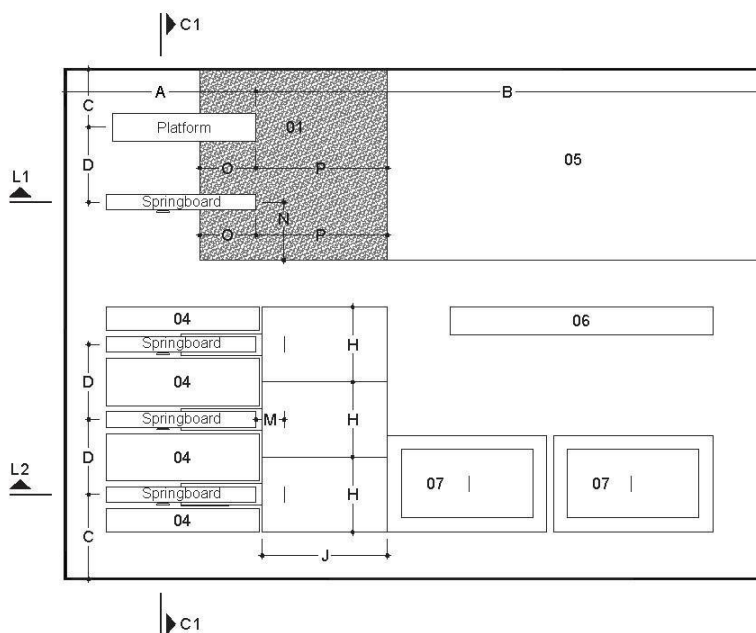 C1
A
B
C
Platform
01
05
D
O
P
L1
Springboard
N
O
P
04
06
Springboard
H
D
04
Springboard
M
H
D
04
07
07
L2
Springboard
H
04
C
J
C1